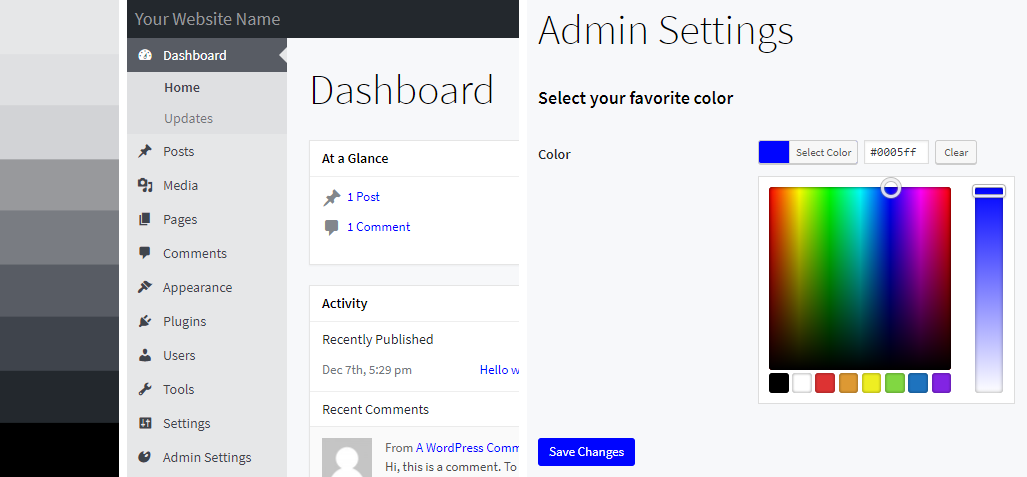 Your Website Name
Dashboard
Home
Updates
Posts
Media
Pages
Comments
Appearance
Plugins
Users
Tools
Settings
Admin Settings
Dashboard
At a Glance
1 Post
1 Comment
Activity
Recently Published
Dec 7th, 5:29 pm Hello w
Recent Comments
From A WordPress Comm
Hi, this is a comment. To
Admin Settings
Select your favorite color
Color Select Color #0005ff Clear
Save Changes